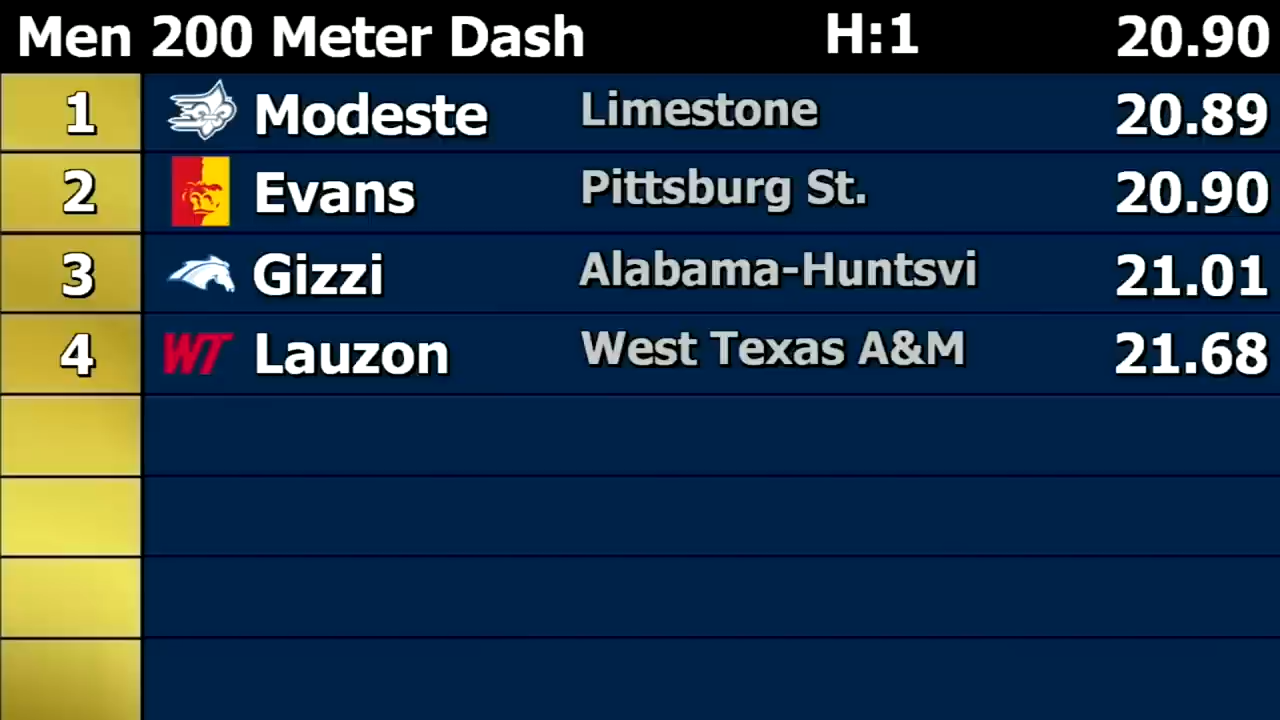 Men 200 Meter Dash H:1 20.90
1 Modeste Limestone 20.89
2 Evans Pittsburg St. 20.90
3 Gizzi Alabama-Huntsvi 21.01
4 WT Lauzon West Texas A&M 21.68